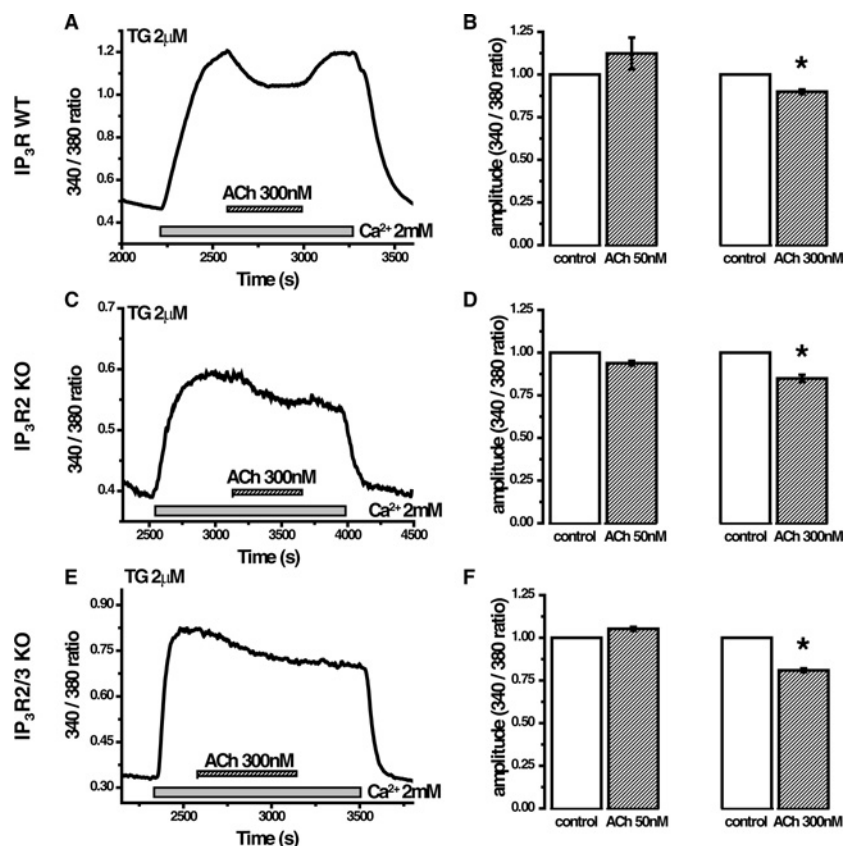 A
TG 2μM
IP₃R WT
340 / 380 ratio
1.2
1.0
0.8
0.6
0.4
ACh 300nM
Ca²⁺ 2mM
2000 2500 3000 3500
Time (s)
B
amplitude (340 / 380 ratio)
1.25
1.00
0.75
0.50
0.25
0.00
*
control ACh 50nM control ACh 300nM
C
TG 2μM
IP₃R2 KO
340 / 380 ratio
0.7
0.6
0.5
0.4
ACh 300nM
Ca²⁺ 2mM
2500 3000 3500 4000 4500
Time (s)
D
amplitude (340 / 380 ratio)
1.25
1.00
0.75
0.50
0.25
0.00
*
control ACh 50nM control ACh 300nM
E
TG 2μM
IP₃R2/3 KO
340 / 380 ratio
0.90
0.75
0.60
0.45
0.30
ACh 300nM
Ca²⁺ 2mM
2500 3000 3500
Time (s)
F
amplitude (340 / 380 ratio)
1.25
1.00
0.75
0.50
0.25
0.00
*
control ACh 50nM control ACh 300nM